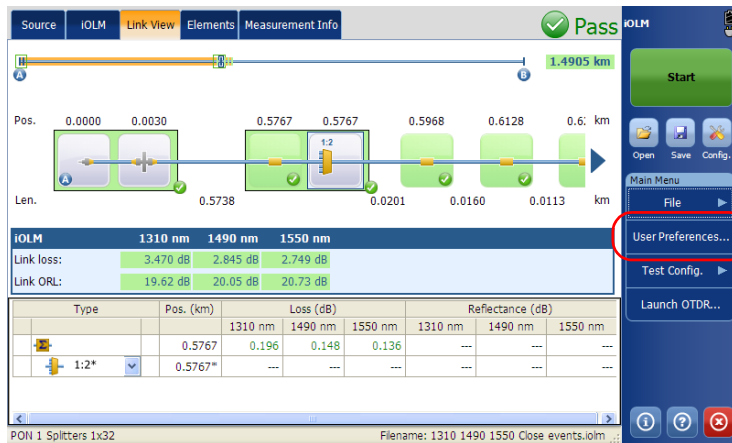 Source iOLM Link View Elements Measurement Info Pass
iOLM
A B 1.4905 km
Start
Pos. 0.0000 0.0030 0.5767 0.5767 0.5968 0.6128 0.6: km
1:2
A
Len. 0.5738 0.0201 0.0160 0.0113 km
Open Save Config.
Main Menu
File
User Preferences...
Test Config.
Launch OTDR...
iOLM 1310 nm 1490 nm 1550 nm
Link loss: 3.470 dB 2.845 dB 2.749 dB
Link ORL: 19.62 dB 20.05 dB 20.73 dB
Type Pos. (km) Loss (dB) Reflectance (dB)
1310 nm 1490 nm 1550 nm 1310 nm 1490 nm 1550 nm
Σ 0.5767 0.196 0.148 0.136 --- --- ---
1:2* 0.5767* --- --- --- --- --- ---
PON 1 Splitters 1x32 Filename: 1310 1490 1550 Close events.iolm